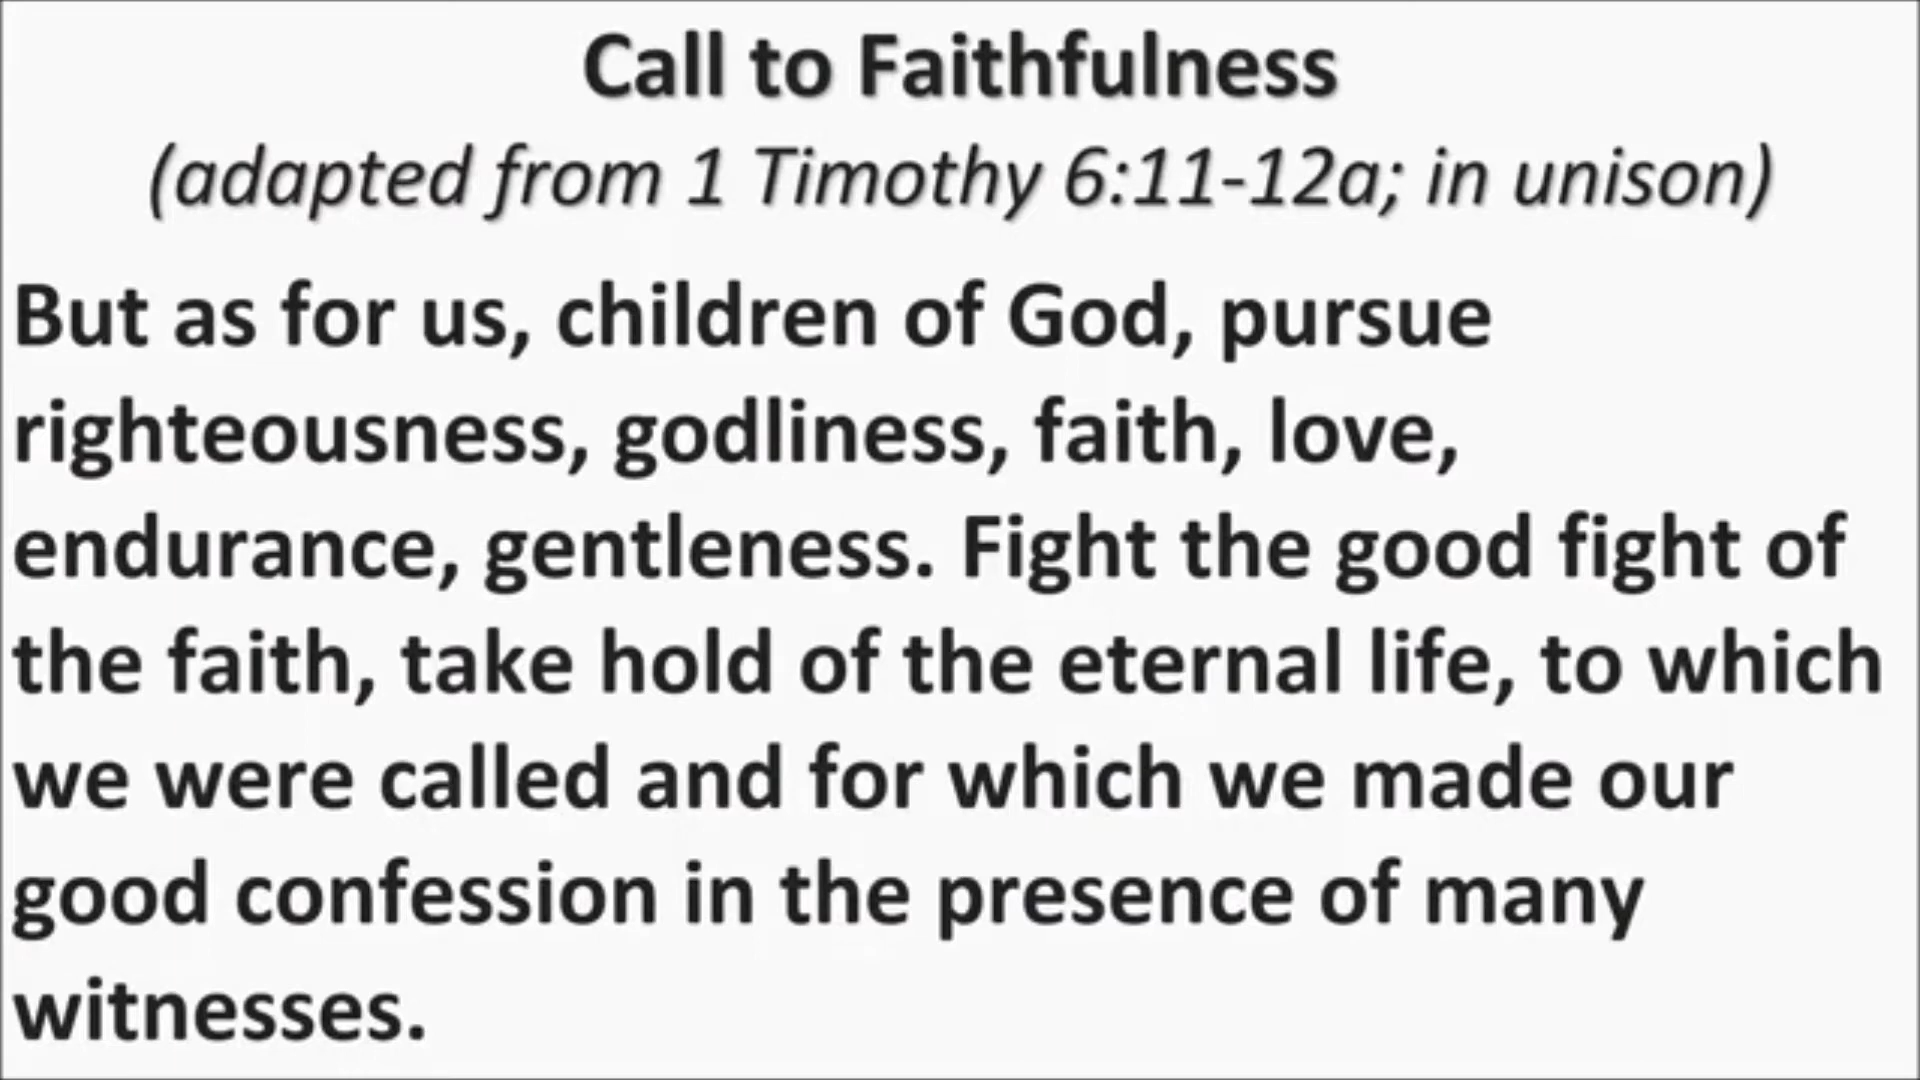 Call to Faithfulness
(adapted from 1 Timothy 6:11-12a; in unison)
But as for us, children of God, pursue
righteousness, godliness, faith, love,
endurance, gentleness. Fight the good fight of
the faith, take hold of the eternal life, to which
we were called and for which we made our
good confession in the presence of many
witnesses.